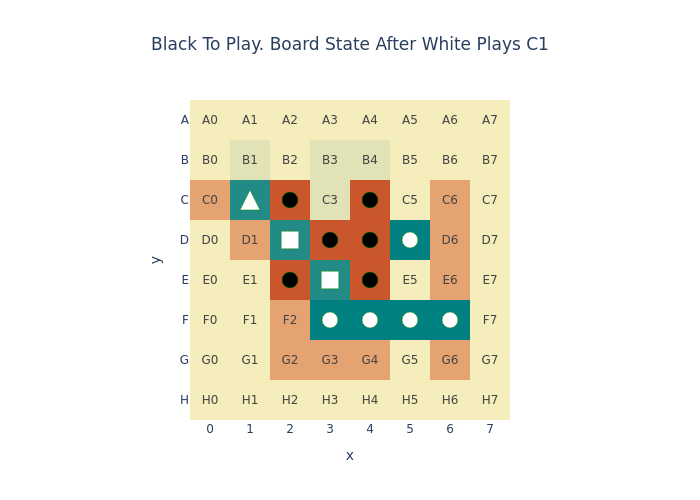 Black To Play. Board State After White Plays C1
A A0 A1 A2 A3 A4 A5 A6 A7
B B0 B1 B2 B3 B4 B5 B6 B7
C C0 C3 C5 C6 C7
D D0 D1 D6 D7
E E0 E1 E5 E6 E7
F F0 F1 F2 F7
G G0 G1 G2 G3 G4 G5 G6 G7
H H0 H1 H2 H3 H4 H5 H6 H7
0 1 2 3 4 5 6 7
x
y